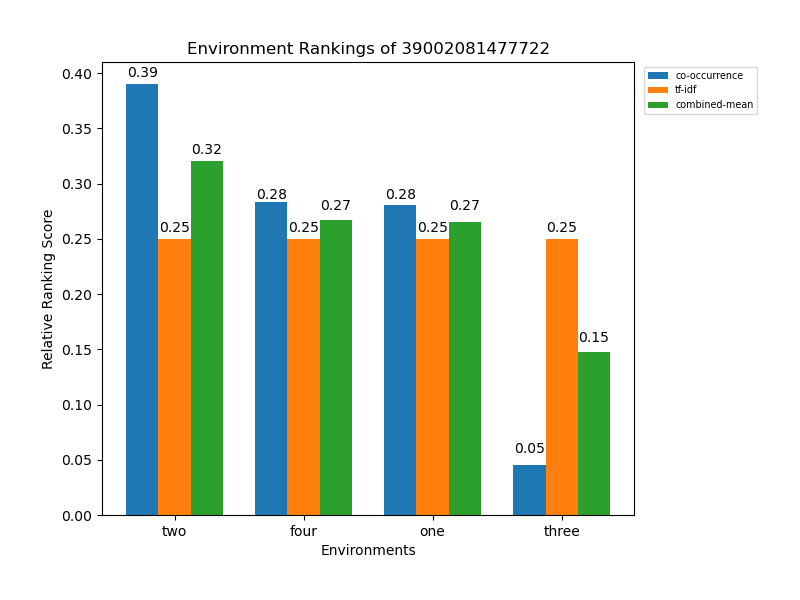 Environment Rankings of 39002081477722
co-occurrence
tf-idf
combined-mean
Relative Ranking Score
0.40
0.35
0.30
0.25
0.20
0.15
0.10
0.05
0.00
0.39
0.25
0.32
0.28
0.25
0.27
0.28
0.25
0.27
0.05
0.25
0.15
two
four
one
three
Environments